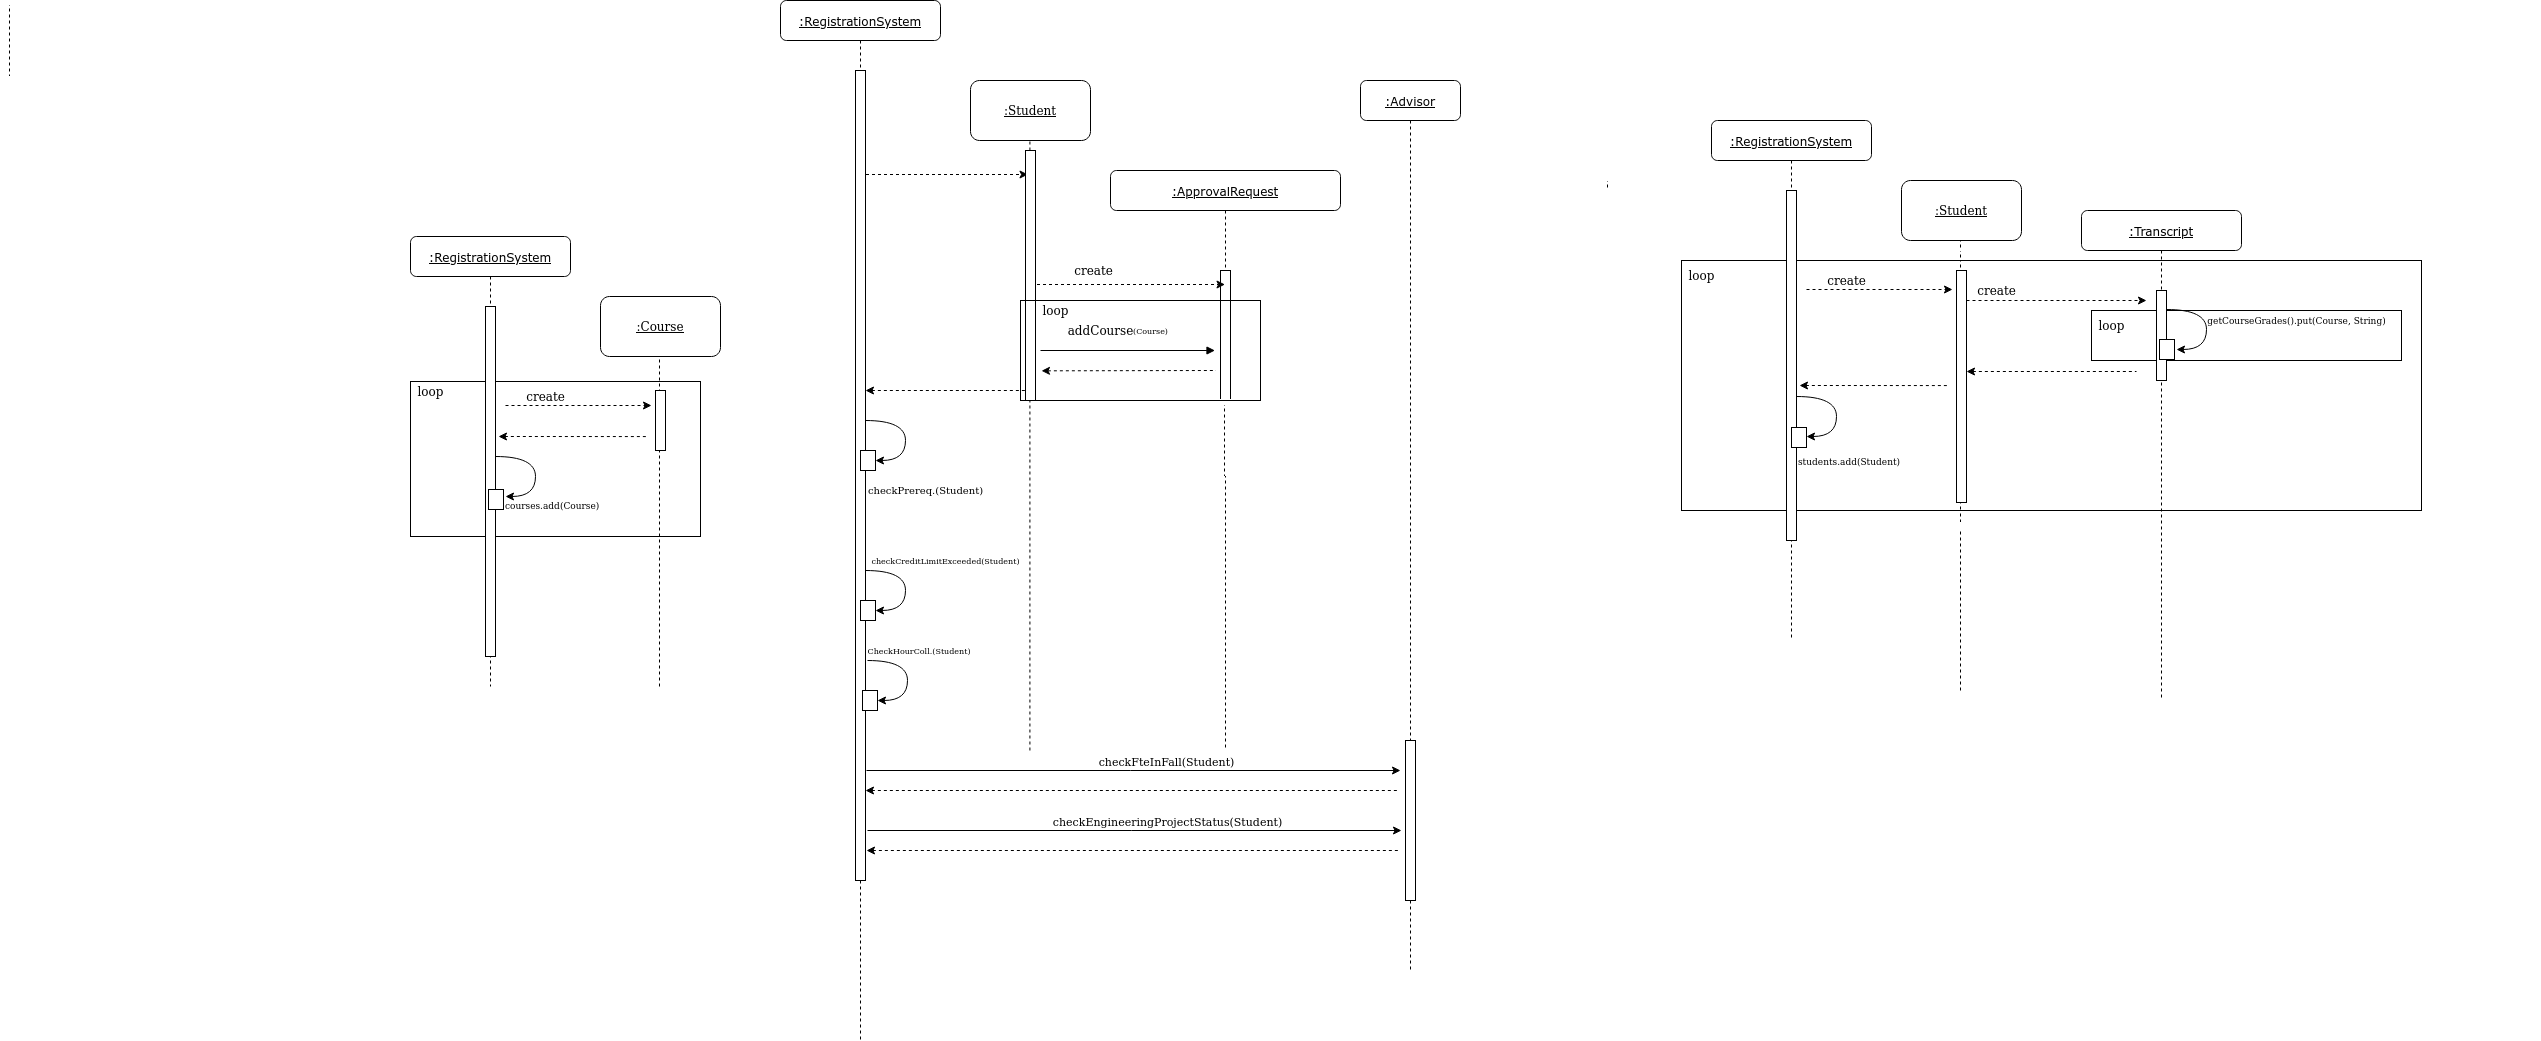 :RegistrationSystem
:Course
loop
create
courses.add(Course)
:RegistrationSystem
:Student
:Advisor
:ApprovalRequest
create
loop
addCourse(Course)
checkPrereq.(Student)
checkCreditLimitExceeded(Student)
CheckHourColl.(Student)
checkFteInFall(Student)
checkEngineeringProjectStatus(Student)
:RegistrationSystem
:Student
:Transcript
loop
create
create
loop
getCourseGrades().put(Course, String)
students.add(Student)